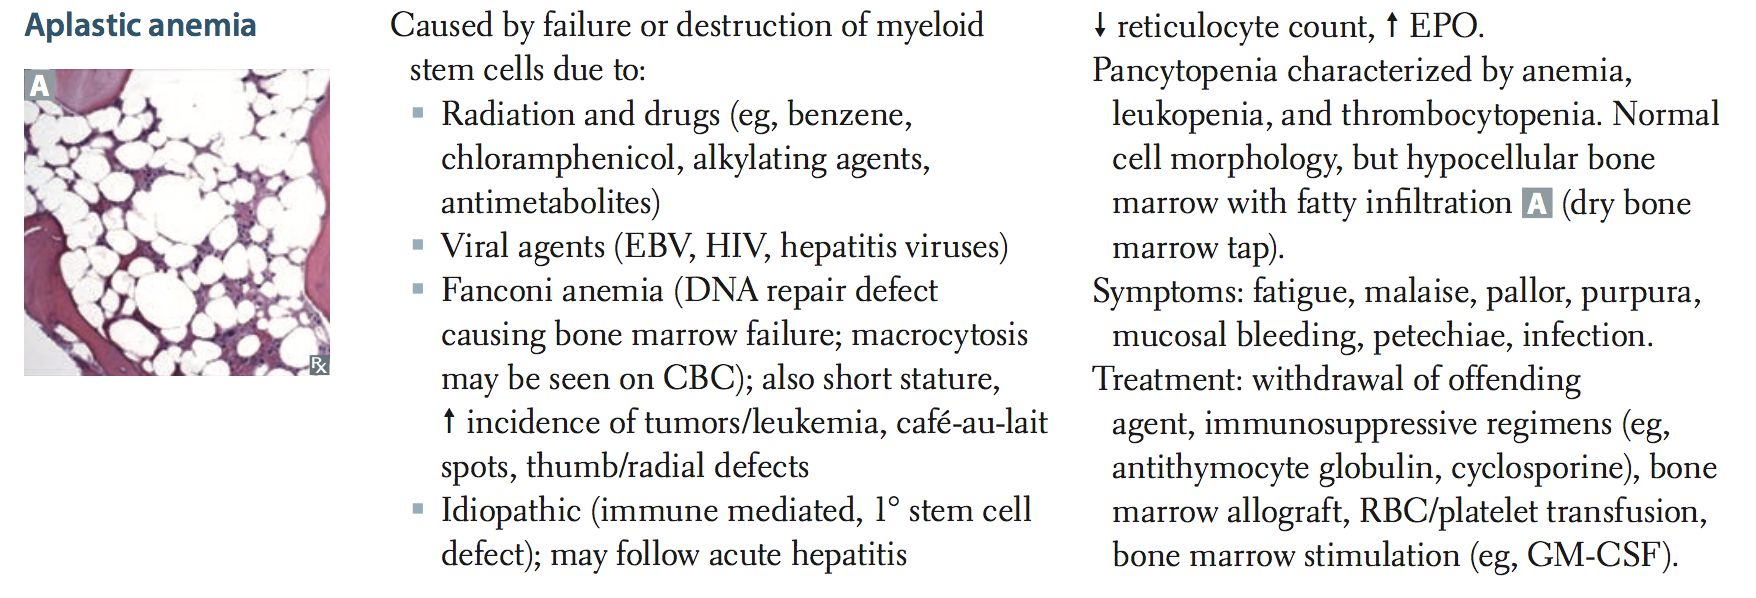 Aplastic anemia
A
Rx
Caused by failure or destruction of myeloid
stem cells due to:
▪ Radiation and drugs (eg, benzene,
chloramphenicol, alkylating agents,
antimetabolites)
▪ Viral agents (EBV, HIV, hepatitis viruses)
▪ Fanconi anemia (DNA repair defect
causing bone marrow failure; macrocytosis
may be seen on CBC); also short stature,
↑ incidence of tumors/leukemia, café-au-lait
spots, thumb/radial defects
▪ Idiopathic (immune mediated, 1° stem cell
defect); may follow acute hepatitis
↓ reticulocyte count, ↑ EPO.
Pancytopenia characterized by anemia,
leukopenia, and thrombocytopenia. Normal
cell morphology, but hypocellular bone
marrow with fatty infiltration A (dry bone
marrow tap).
Symptoms: fatigue, malaise, pallor, purpura,
mucosal bleeding, petechiae, infection.
Treatment: withdrawal of offending
agent, immunosuppressive regimens (eg,
antithymocyte globulin, cyclosporine), bone
marrow allograft, RBC/platelet transfusion,
bone marrow stimulation (eg, GM-CSF).